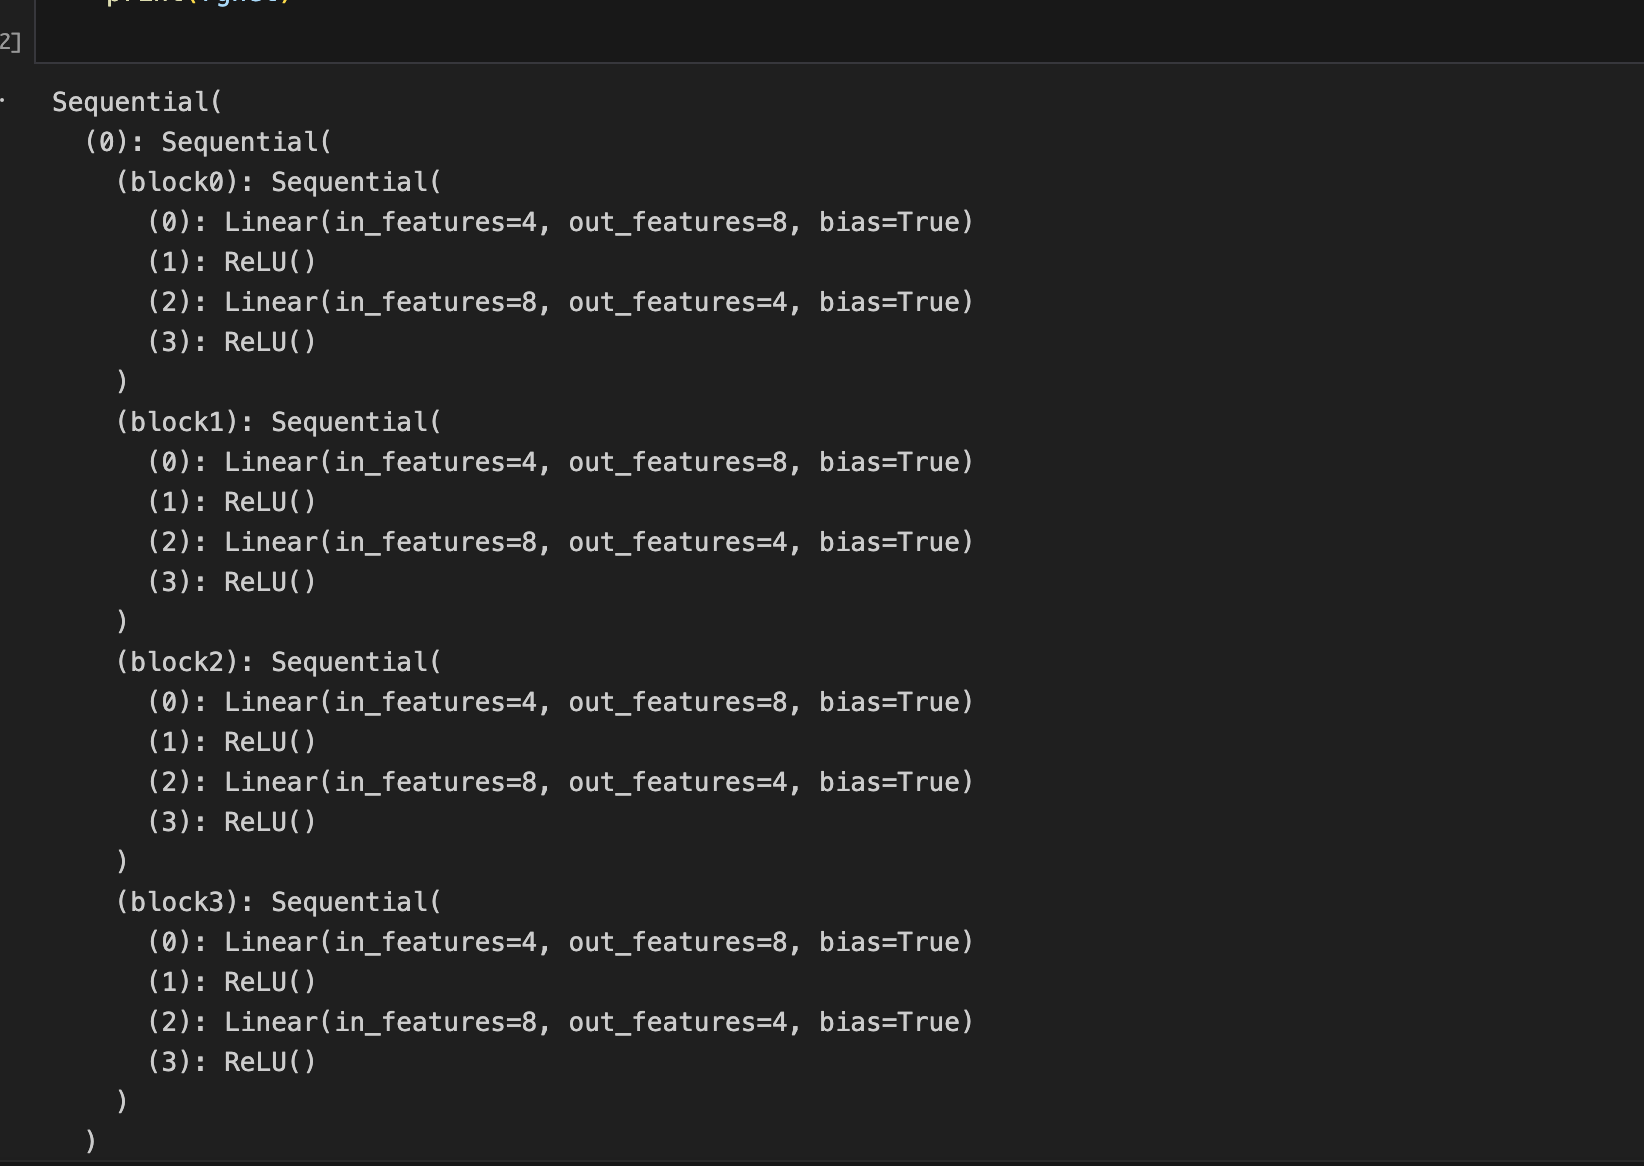 2]
Sequential(
(0): Sequential(
(block0): Sequential(
(0): Linear(in_features=4, out_features=8, bias=True)
(1): ReLU()
(2): Linear(in_features=8, out_features=4, bias=True)
(3): ReLU()
)
(block1): Sequential(
(0): Linear(in_features=4, out_features=8, bias=True)
(1): ReLU()
(2): Linear(in_features=8, out_features=4, bias=True)
(3): ReLU()
)
(block2): Sequential(
(0): Linear(in_features=4, out_features=8, bias=True)
(1): ReLU()
(2): Linear(in_features=8, out_features=4, bias=True)
(3): ReLU()
)
(block3): Sequential(
(0): Linear(in_features=4, out_features=8, bias=True)
(1): ReLU()
(2): Linear(in_features=8, out_features=4, bias=True)
(3): ReLU()
)
)